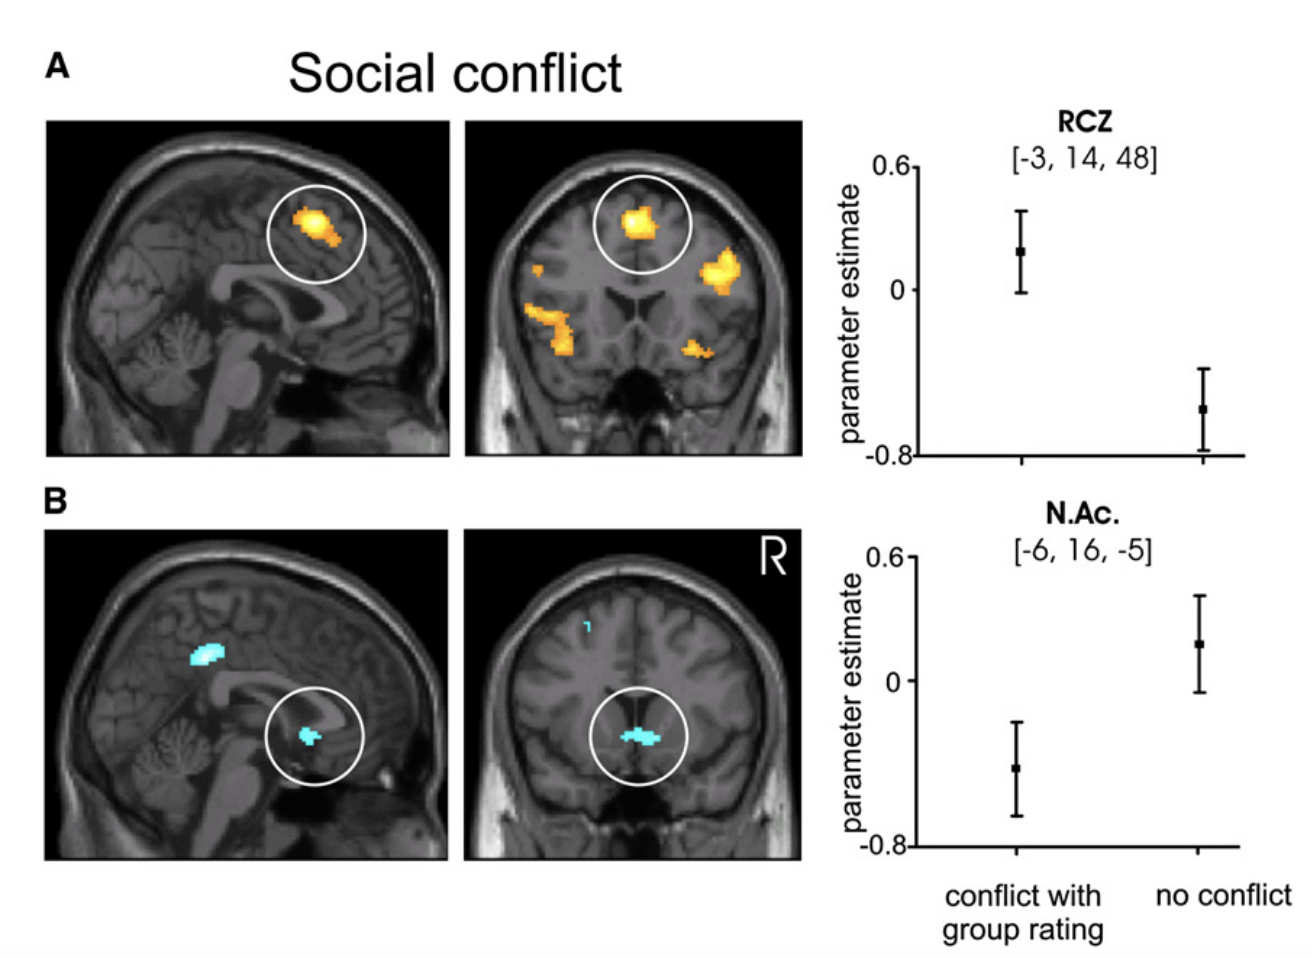 A
Social conflict
RCZ
[-3, 14, 48]
0.6
0
-0.8
parameter estimate
B
R
N.Ac.
[-6, 16, -5]
0.6
0
-0.8
parameter estimate
conflict with
group rating
no conflict